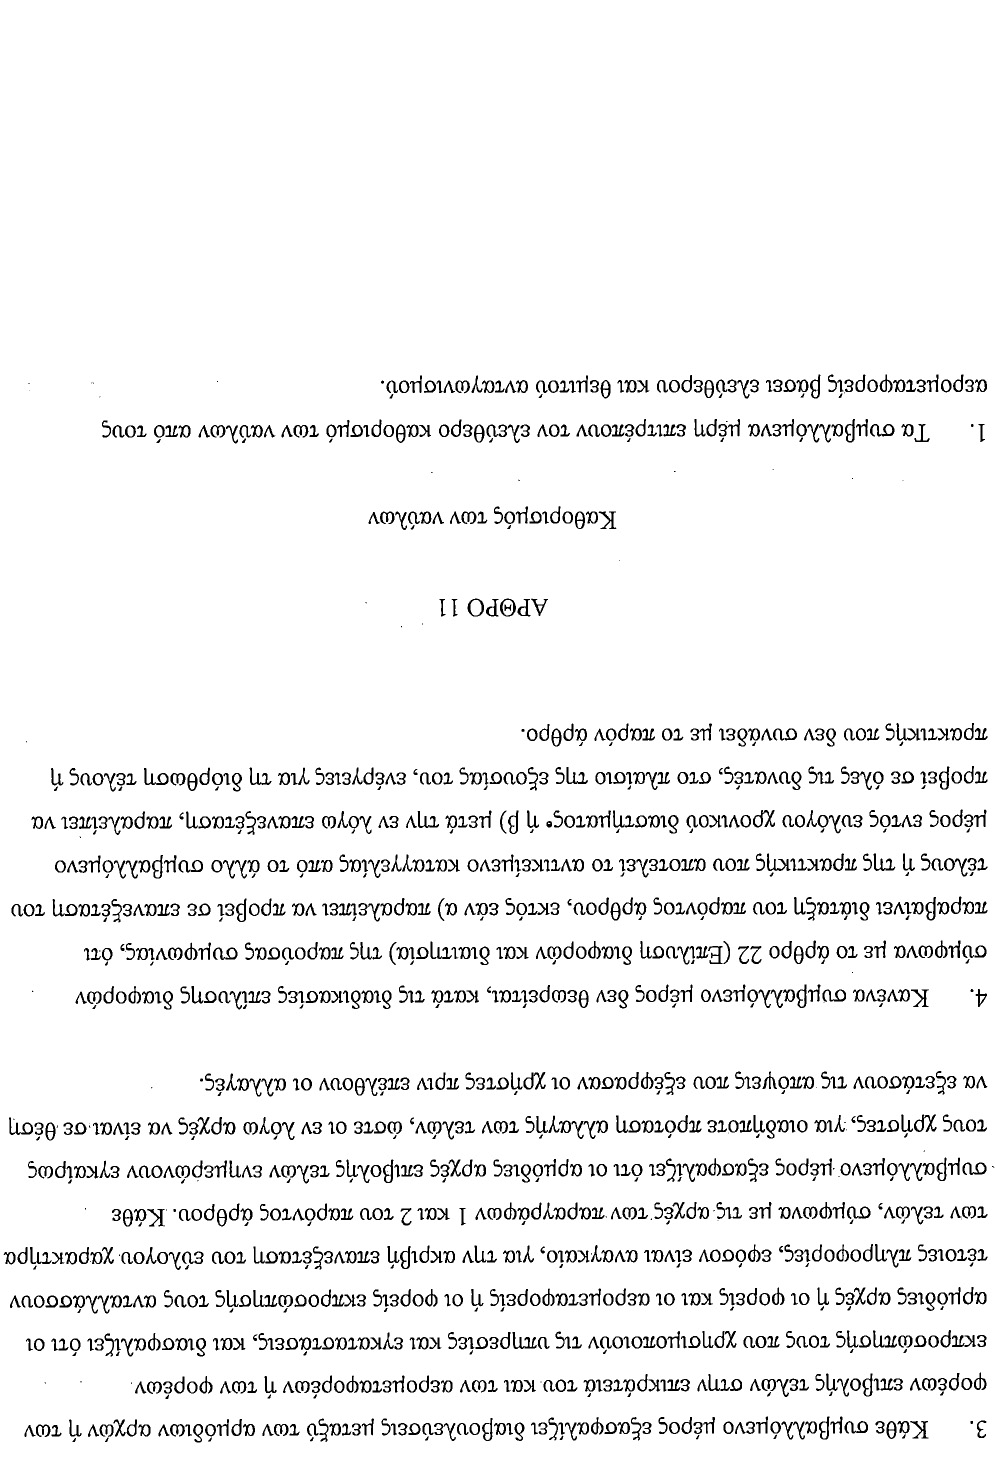 3. Κάθε συμβαλλόμενο μέρος εξασφαλίζει διαβουλεύσεις μεταξύ των αρμόδιων αρχών ή των
φορέων επιβολής τελών στην επικράτειά του και των αερομεταφορέων ή των φορέων
εκπροσώπησής τους που χρησιμοποιούν τις υπηρεσίες και εγκαταστάσεις, και διασφαλίζει ότι οι
αρμόδιες αρχές ή οι φορείς και οι αερομεταφορείς ή οι φορείς εκπροσώπησής τους ανταλλάσσουν
τέτοιες πληροφορίες, εφόσον είναι αναγκαίο, για την ακριβή επανεξέταση του εύλογου χαρακτήρα
των τελών, σύμφωνα με τις αρχές των παραγράφων 1 και 2 του παρόντος άρθρου. Κάθε
συμβαλλόμενο μέρος εξασφαλίζει ότι οι αρμόδιες αρχές επιβολής τελών ενημερώνουν εγκαίρως
τους χρήστες, για οιαδήποτε πρόταση αλλαγής των τελών, ώστε οι εν λόγω αρχές να είναι σε θέση
να εξετάσουν τις απόψεις που εξέφρασαν οι χρήστες πριν επέλθουν οι αλλαγές.
4. Κανένα συμβαλλόμενο μέρος δεν θεωρείται, κατά τις διαδικασίες επίλυσης διαφορών
σύμφωνα με το άρθρο 22 (Επίλυση διαφορών και διαιτησία) της παρούσας συμφωνίας, ότι
παραβαίνει διάταξη του παρόντος άρθρου, εκτός εάν α) παραλείπει να προβεί σε επανεξέταση του
τέλους ή της πρακτικής που αποτελεί το αντικείμενο καταγγελίας από το άλλο συμβαλλόμενο
μέρος εντός ευλόγου χρονικού διαστήματος• ή β) μετά την εν λόγω επανεξέταση, παραλείπει να
προβεί σε όλες τις δυνατές, στο πλαίσιο της εξουσίας του, ενέργειες για τη διόρθωση τέλους ή
πρακτικής που δεν συνάδει με το παρόν άρθρο.
ΑΡΘΡΟ 11
Καθορισμός των ναύλων
1. Τα συμβαλλόμενα μέρη επιτρέπουν τον ελεύθερο καθορισμό των ναύλων από τους
αερομεταφορείς βάσει ελεύθερου και θεμιτού ανταγωνισμού.